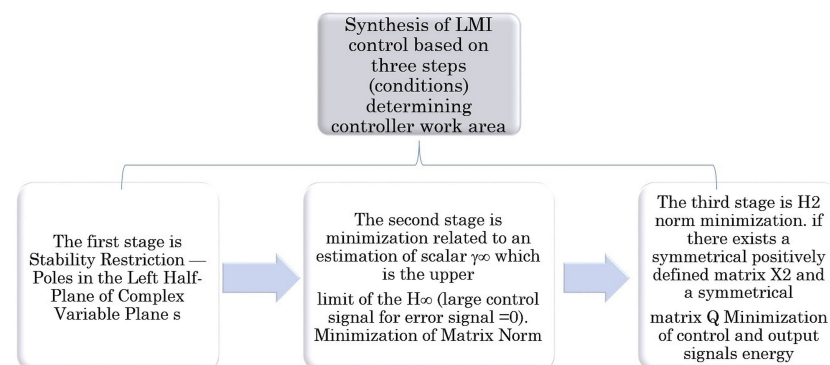 Synthesis of LMI
control based on
three steps
(conditions)
determining
controller work area
The first stage is
Stability Restriction —
Poles in the Left Half-
Plane of Complex
Variable Plane s
The second stage is
minimization related to an
estimation of scalar γ∞ which
is the upper
limit of the H∞ (large control
signal for error signal =0).
Minimization of Matrix Norm
The third stage is H2
norm minimization. if
there exists a
symmetrical positively
defined matrix X2 and
a symmetrical
matrix Q Minimization
of control and output
signals energy